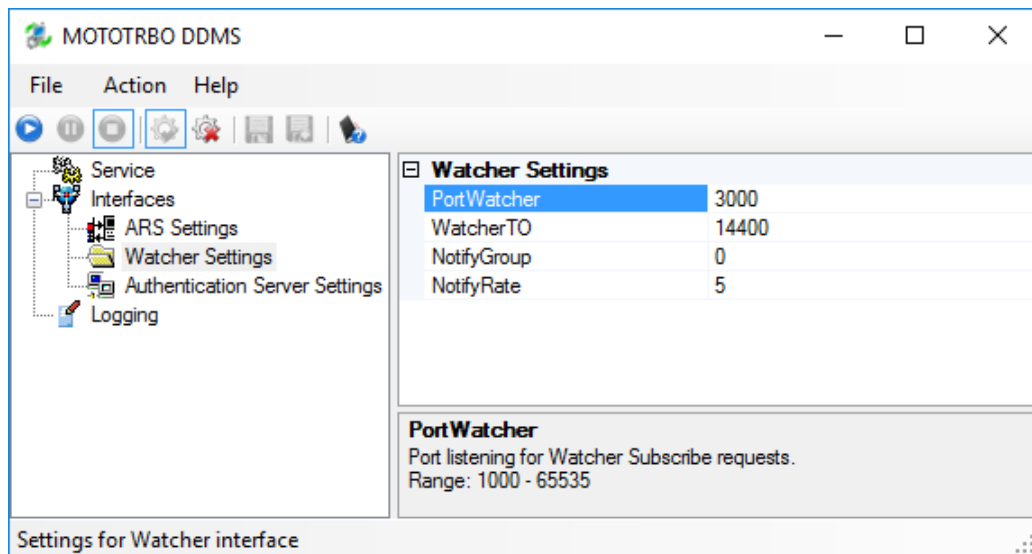 MOTOTRBO DDMS
File Action Help
Service
Interfaces
ARS Settings
Watcher Settings
Authentication Server Settings
Logging
Watcher Settings
PortWatcher 3000
WatcherTO 14400
NotifyGroup 0
NotifyRate 5
PortWatcher
Port listening for Watcher Subscribe requests.
Range: 1000 - 65535
Settings for Watcher interface